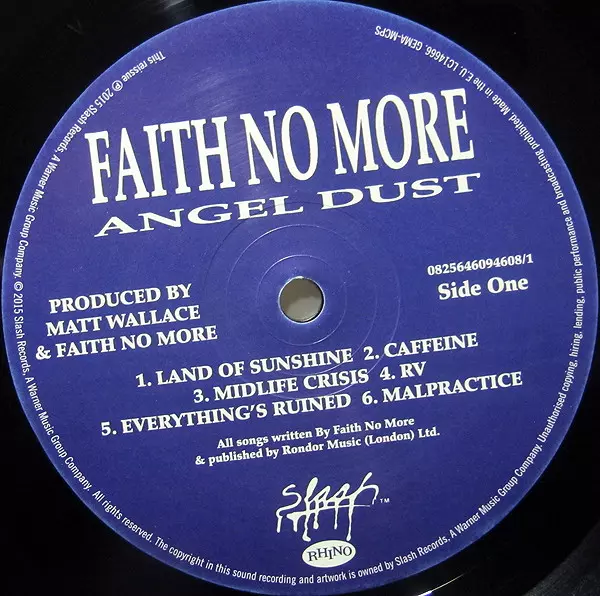 FAITH NO MORE
ANGEL DUST
PRODUCED BY
MATT WALLACE
& FAITH NO MORE
0825646094608/1
Side One
1. LAND OF SUNSHINE 2. CAFFEINE
3. MIDLIFE CRISIS 4. RV
5. EVERYTHING'S RUINED 6. MALPRACTICE
All songs written By Faith No More
& published by Rondor Music (London) Ltd.
Slash ™
RHINO
This reissue ℗ 2015 Slash Records, A Warner Music Group Company, © 2015 Slash Records, A Warner Music Group Company. All rights reserved. The copyright in this sound recording and artwork is owned by Slash Records, A Warner Music Group Company. Unauthorised copying, hiring, lending, public performance and broadcasting prohibited. Made in the E.U. LC14666, GEMA-MCPS